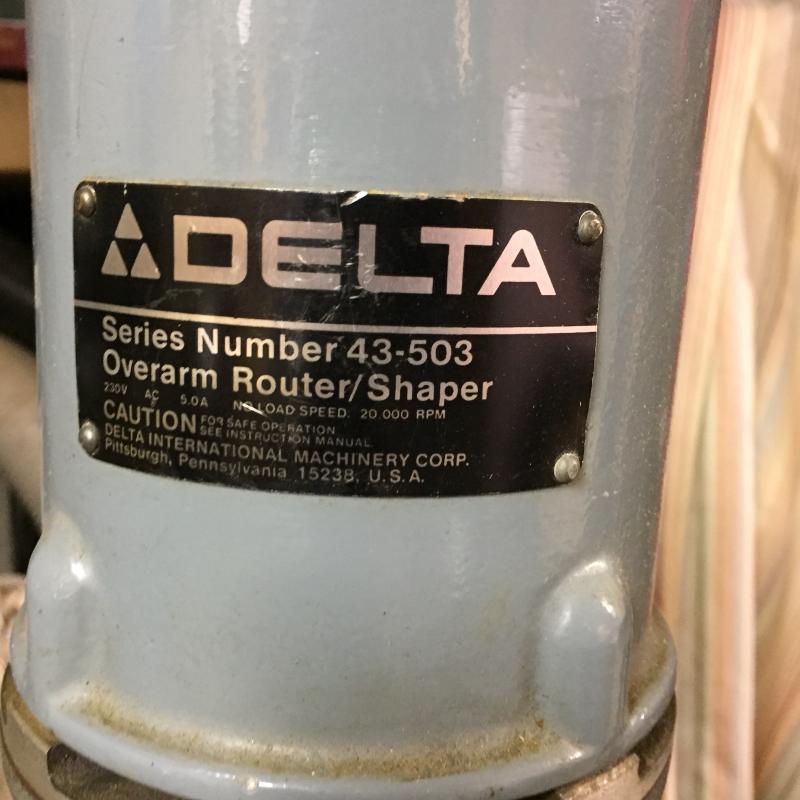 DELTA
Series Number 43-503
Overarm Router/Shaper
230V AC 5.0A NO LOAD SPEED. 20.000 RPM
CAUTION FOR SAFE OPERATION
SEE INSTRUCTION MANUAL
DELTA INTERNATIONAL MACHINERY CORP.
Pittsburgh, Pennsylvania 15238, U.S.A.